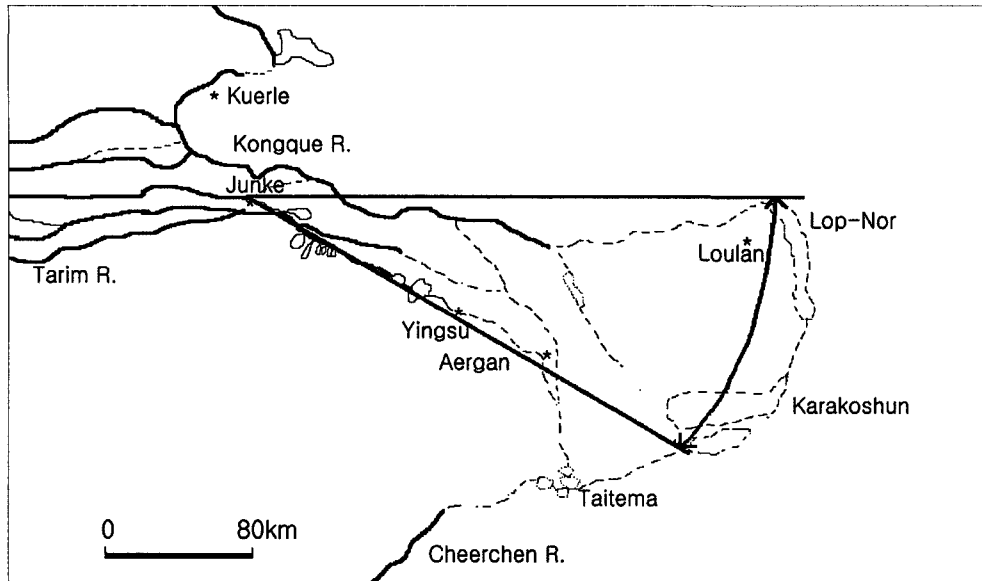 * Kuerle
Kongque R.
Junke
*
Lop-Nor
*
Loulan
Tarim R.
*
Yingsu
*
Aergan
Karakoshun
Taitema
0 80km
Cheerchen R.